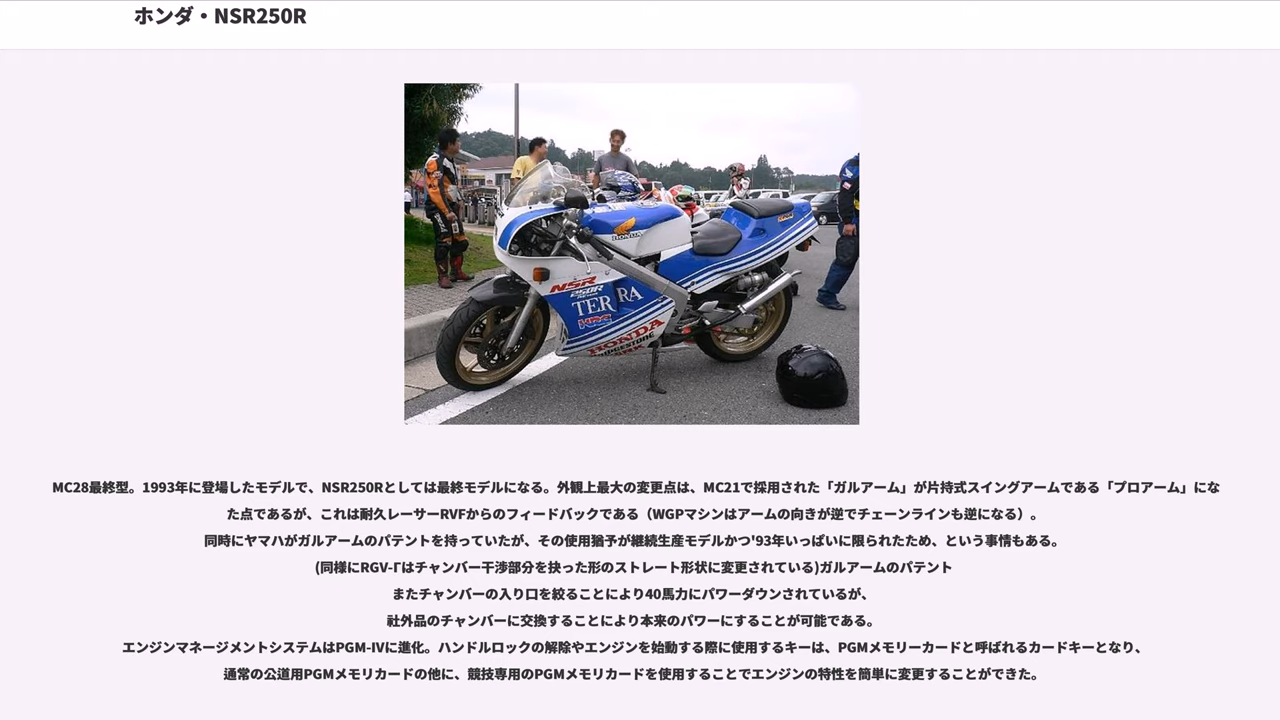 ホンダ・NSR250R
HONDA
NSR
250R
TERRA
HRC
HONDA
BRIDGESTONE
MC28最終型。1993年に登場したモデルで、NSR250Rとしては最終モデルになる。外観上最大の変更点は、MC21で採用された「ガルアーム」が片持式スイングアームである「プロアーム」にな
た点であるが、これは耐久レーサーRVFからのフィードバックである（WGPマシンはアームの向きが逆でチェーンラインも逆になる）。
同時にヤマハがガルアームのパテントを持っていたが、その使用猶予が継続生産モデルかつ'93年いっぱいに限られたため、という事情もある。
(同様にRGV-Γはチャンバー干渉部分を抉った形のストレート形状に変更されている)ガルアームのパテント
またチャンバーの入り口を絞ることにより40馬力にパワーダウンされているが、
社外品のチャンバーに交換することにより本来のパワーにすることが可能である。
エンジンマネージメントシステムはPGM-IVに進化。ハンドルロックの解除やエンジンを始動する際に使用するキーは、PGMメモリーカードと呼ばれるカードキーとなり、
通常の公道用PGMメモリカードの他に、競技専用のPGMメモリカードを使用することでエンジンの特性を簡単に変更することができた。